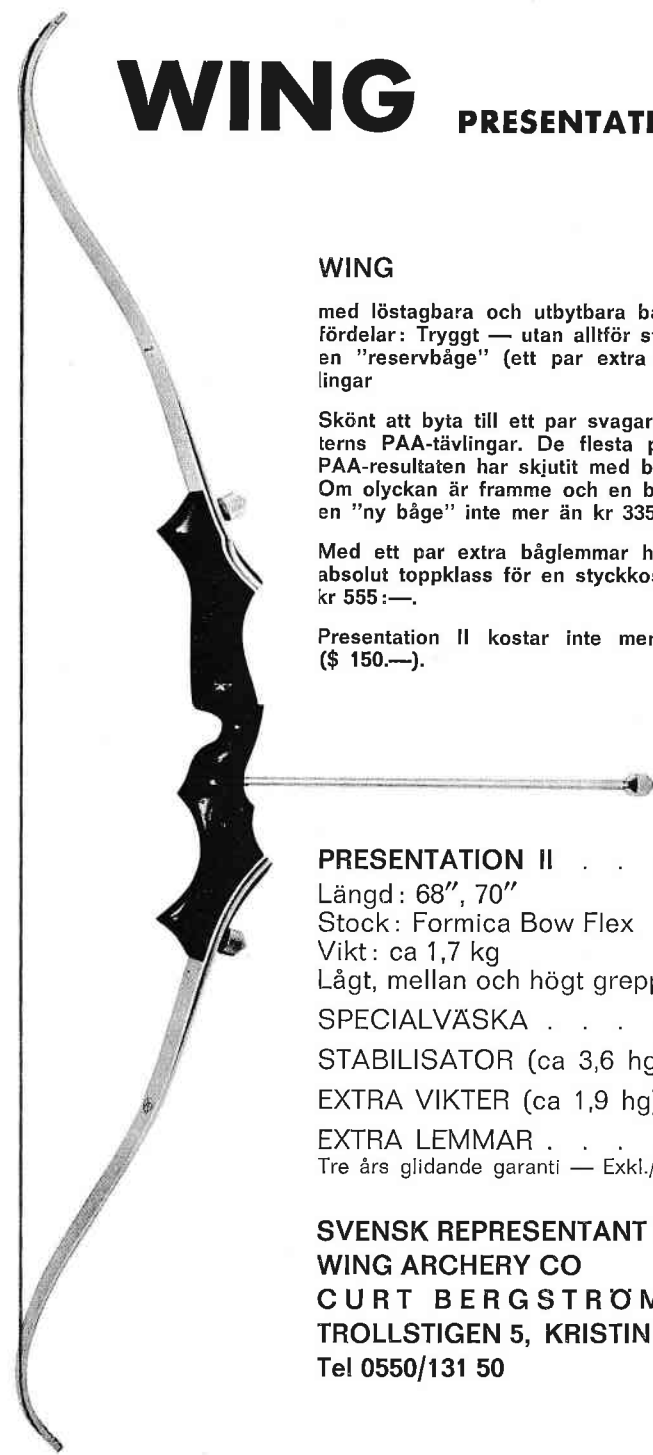 WING PRESENTATI
WING
med löstagbara och utbytbara ba
fördelar: Tryggt — utan alltför st
en ”reservbåge” (ett par extra
lingar
Skönt att byta till ett par svagar
terns PAA-tävlingar. De flesta p
PAA-resultaten har skjutit med b
Om olyckan är framme och en b
en ”ny båge” inte mer än kr 335
Med ett par extra båglemmar h
absolut toppklass för en styckkos
kr 555:—.
Presentation II kostar inte mer
($ 150.—).
PRESENTATION II . .
Längd: 68”, 70”
Stock: Formica Bow Flex
Vikt: ca 1,7 kg
Lågt, mellan och högt grepp
SPECIALVÄSKA . . .
STABILISATOR (ca 3,6 hg
EXTRA VIKTER (ca 1,9 hg)
EXTRA LEMMAR . . .
Tre års glidande garanti — Exkl./
SVENSK REPRESENTANT
WING ARCHERY CO
CURT BERGSTRÖM
TROLLSTIGEN 5, KRISTIN
Tel 0550/131 50